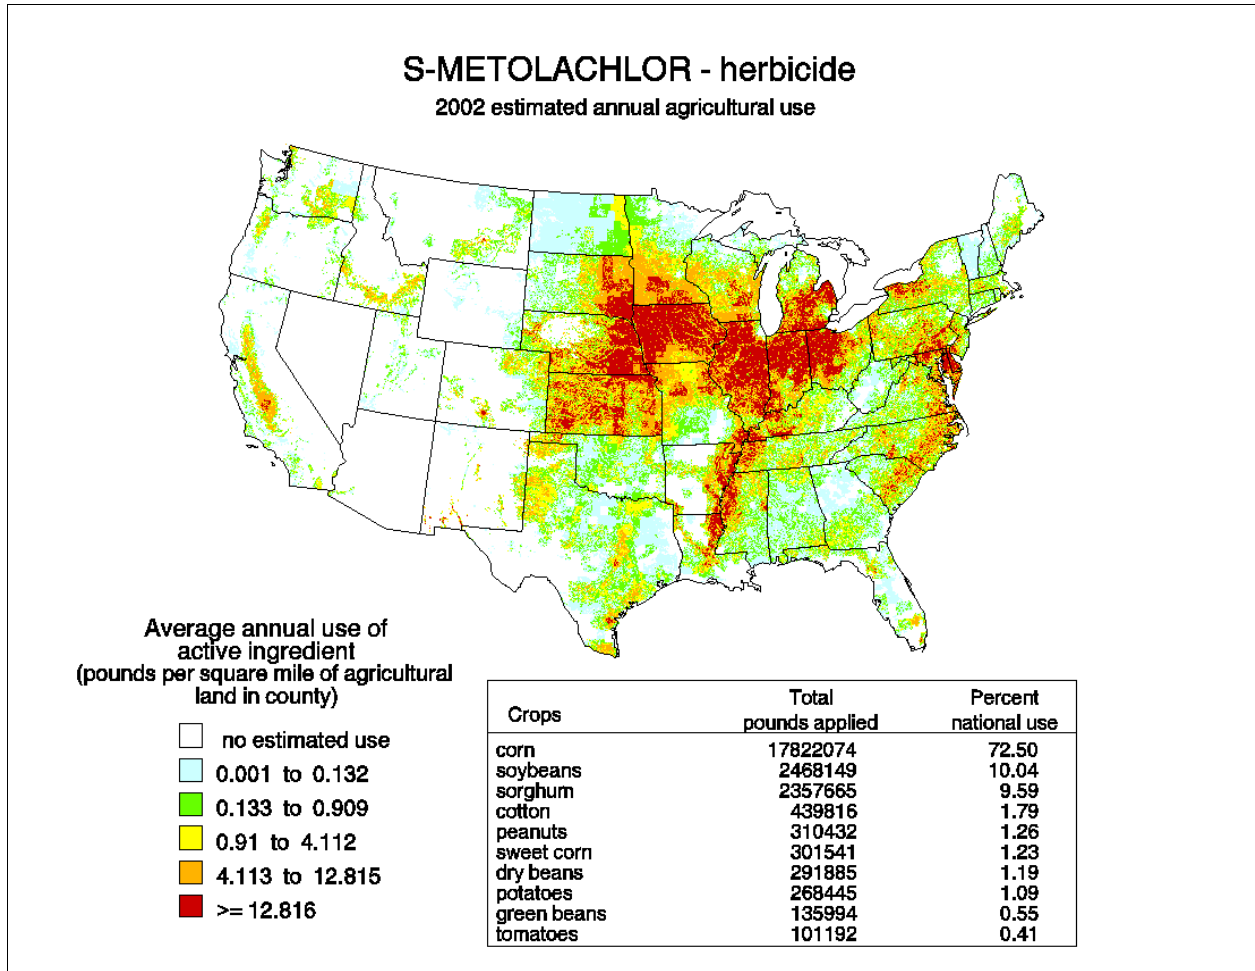 S-METOLACHLOR - herbicide
2002 estimated annual agricultural use
Average annual use of
active ingredient
(pounds per square mile of agricultural
land in county)
no estimated use
0.001 to 0.132
0.133 to 0.909
0.91 to 4.112
4.113 to 12.815
>= 12.816
Crops Total pounds applied Percent national use
corn 17822074 72.50
soybeans 2468149 10.04
sorghum 2357665 9.59
cotton 439816 1.79
peanuts 310432 1.26
sweet corn 301541 1.23
dry beans 291885 1.19
potatoes 268445 1.09
green beans 135994 0.55
tomatoes 101192 0.41